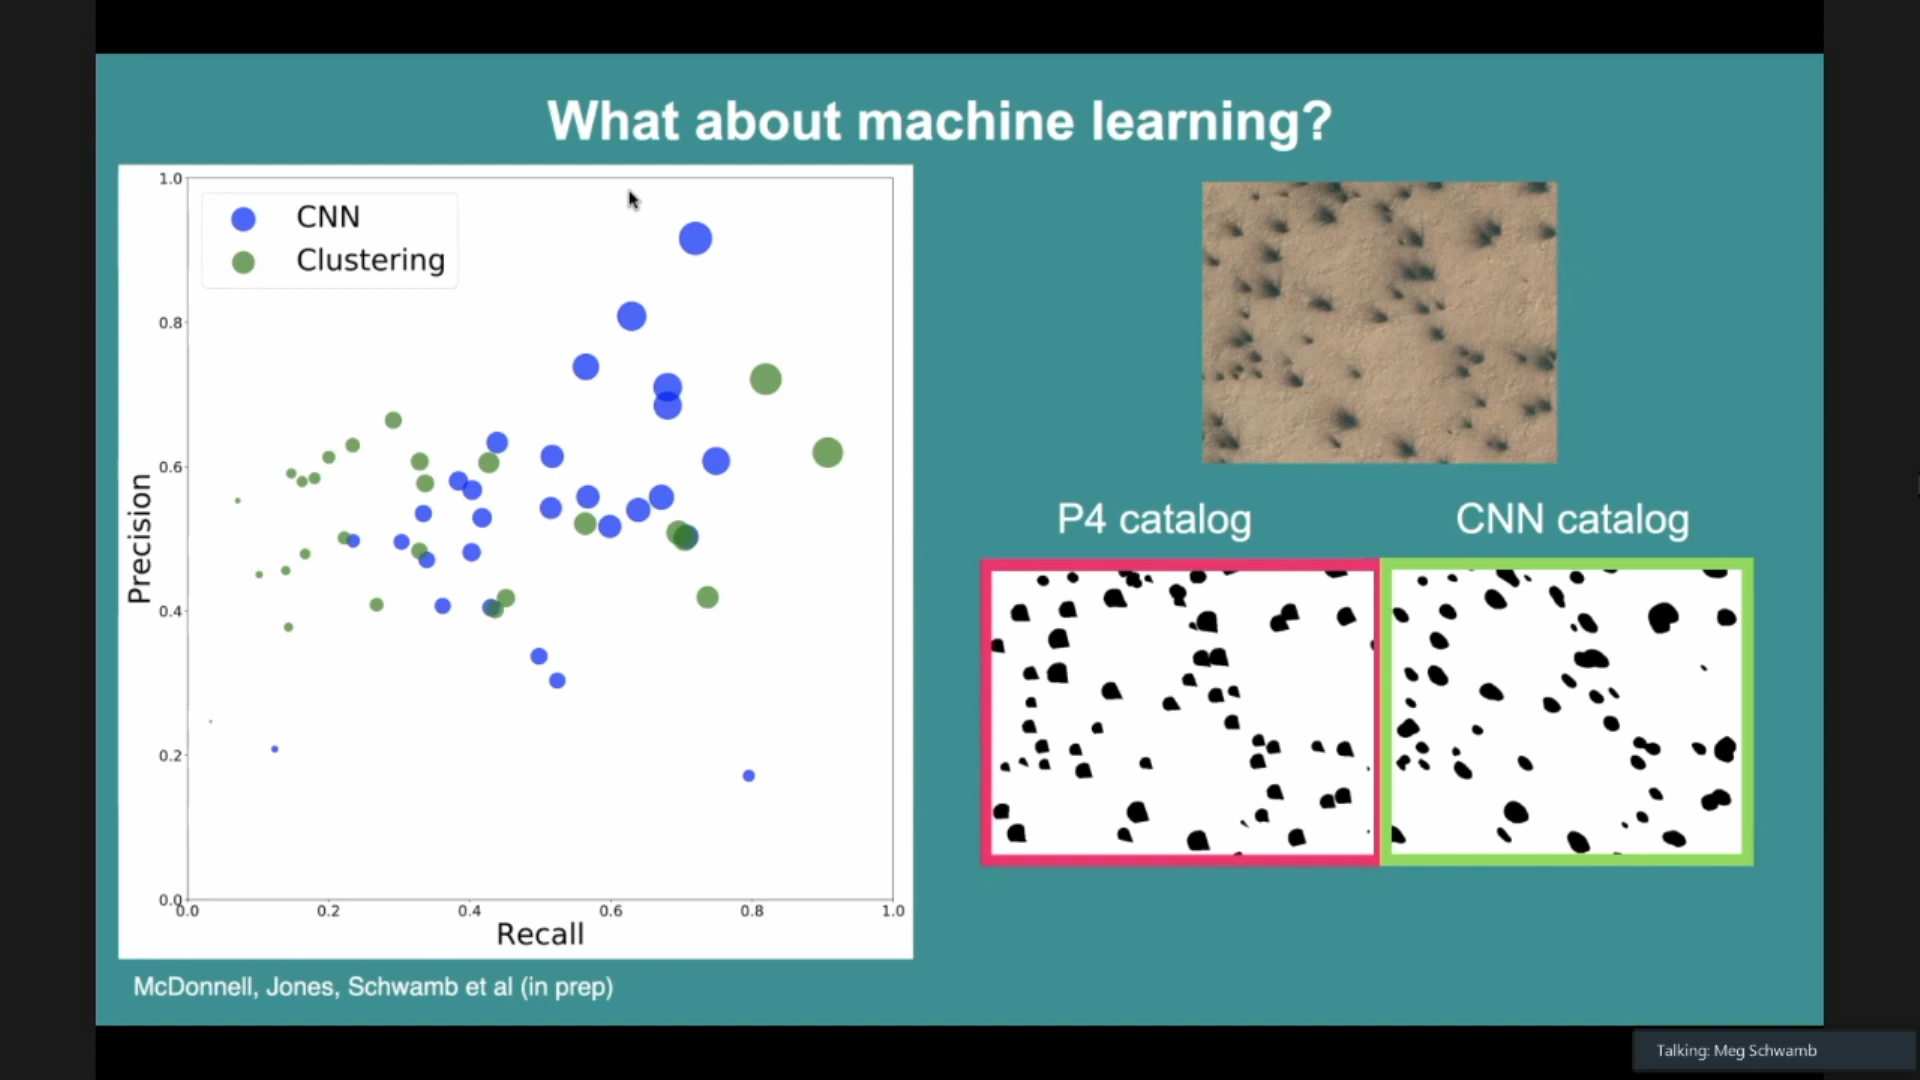 What about machine learning?
CNN
Clustering
1.0
0.8
0.6
0.4
0.2
0.0
Precision
0.0 0.2 0.4 0.6 0.8 1.0
Recall
P4 catalog CNN catalog
McDonnell, Jones, Schwamb et al (in prep)
Talking: Meg Schwamb